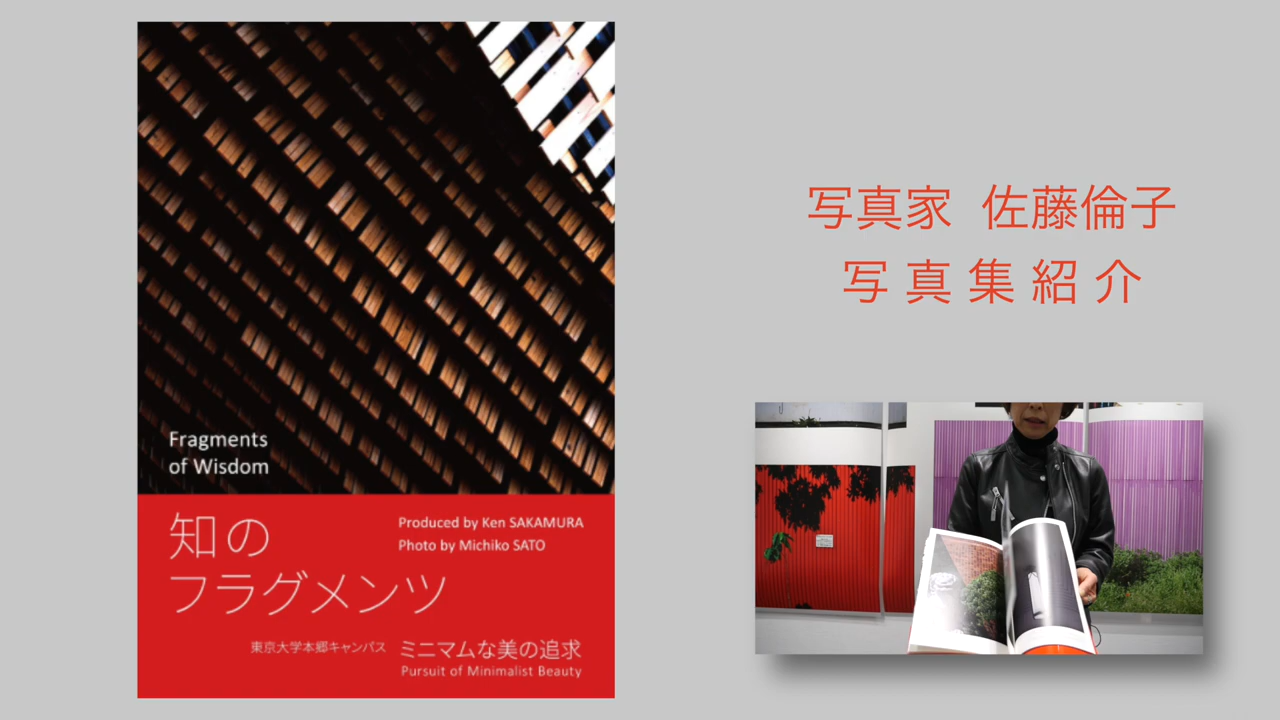 Fragments
of Wisdom
知の
フラグメンツ
Produced by Ken SAKAMURA
Photo by Michiko SATO
東京大学本郷キャンパス ミニマムな美の追求
Pursuit of Minimalist Beauty
写真家 佐藤倫子
写真集紹介